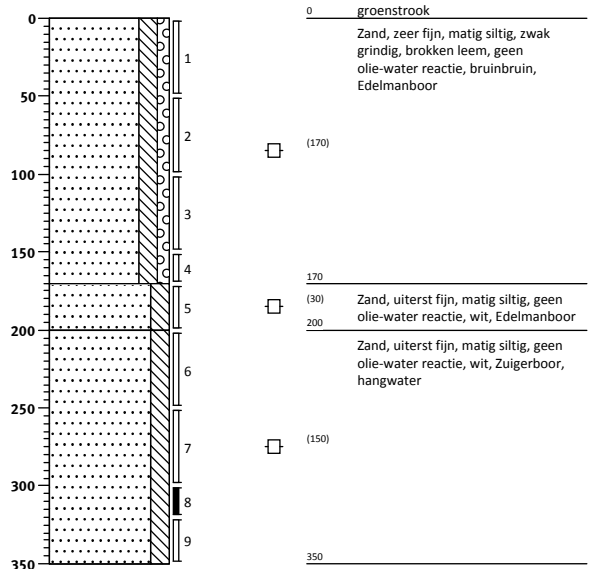 0
50
100
150
200
250
300
350
1
2
3
4
5
6
7
8
9
0 groenstrook
Zand, zeer fijn, matig siltig, zwak
grindig, brokken leem, geen
olie-water reactie, bruinbruin,
Edelmanboor
(170)
170
(30) Zand, uiterst fijn, matig siltig, geen
olie-water reactie, wit, Edelmanboor
200
Zand, uiterst fijn, matig siltig, geen
olie-water reactie, wit, Zuigerboor,
hangwater
(150)
350